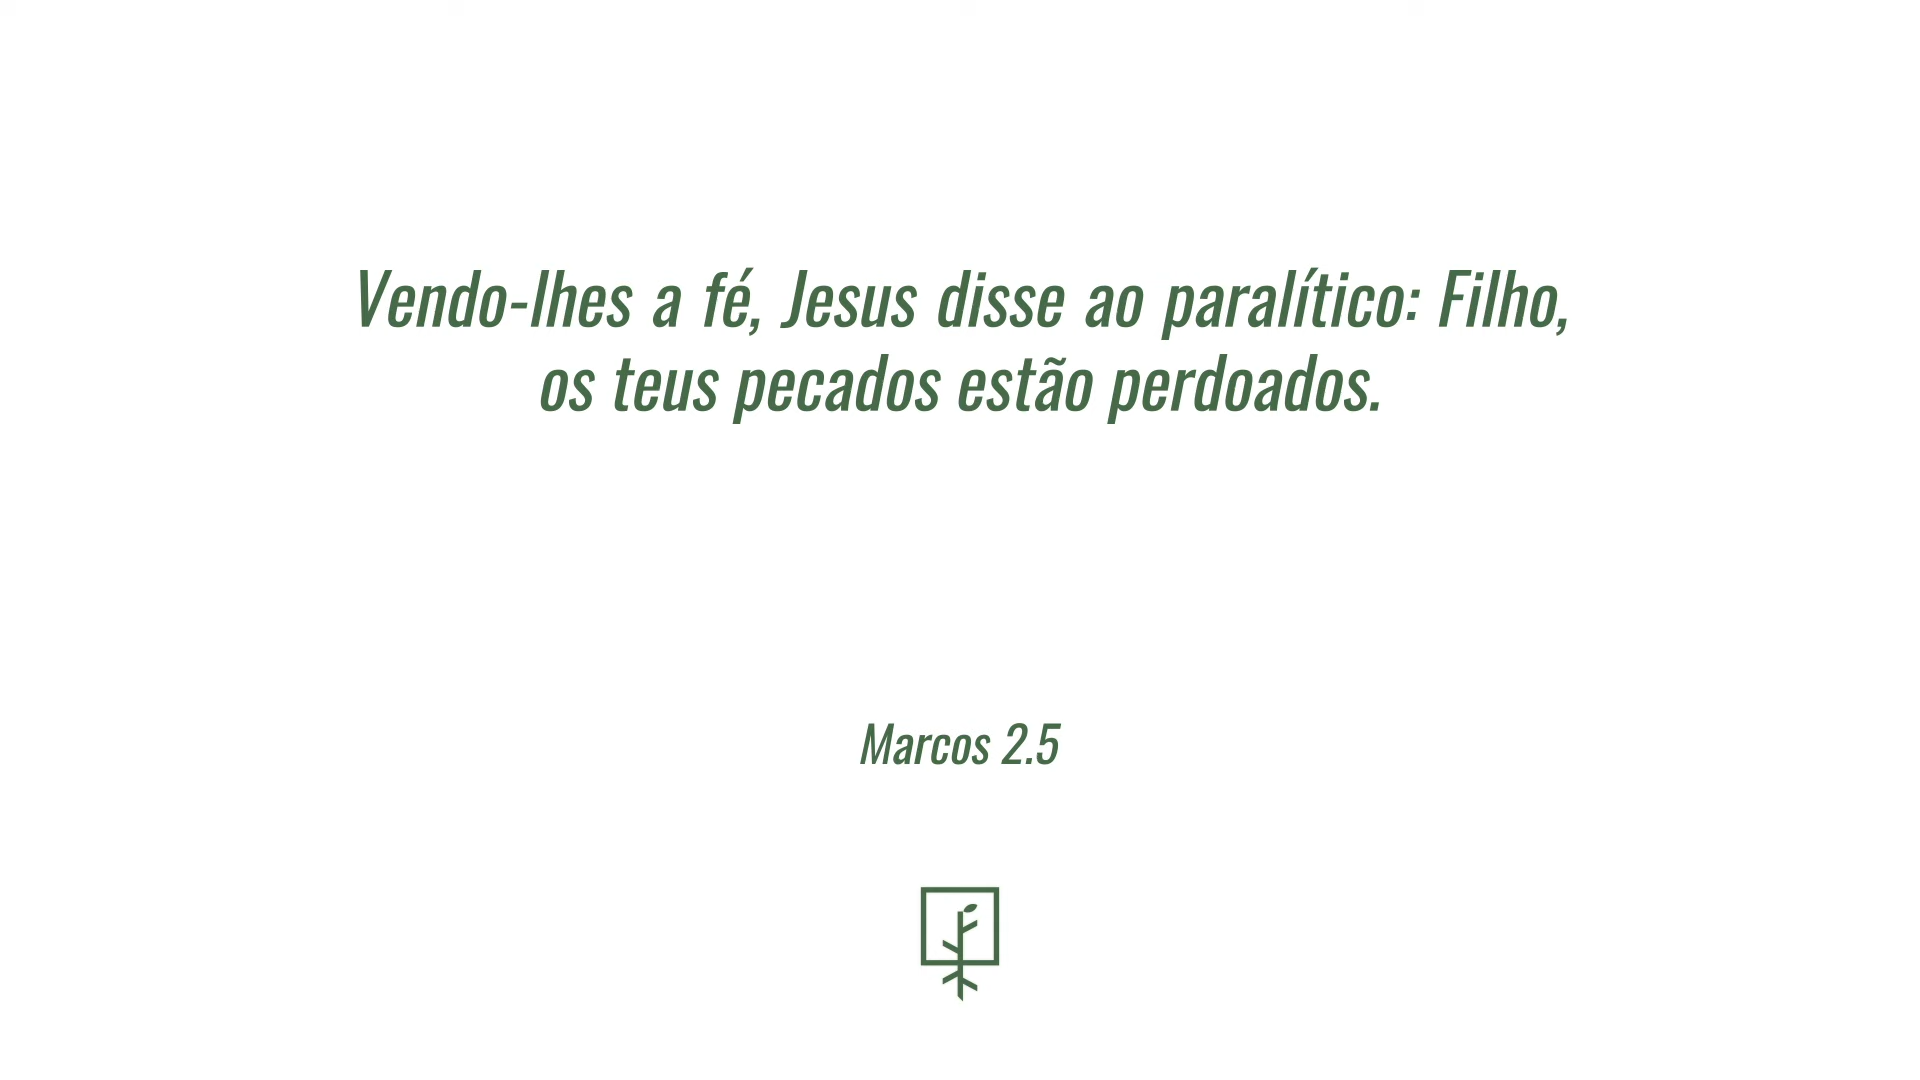 Vendo-lhes a fé, Jesus disse ao paralítico: Filho,
os teus pecados estão perdoados.
Marcos 2.5